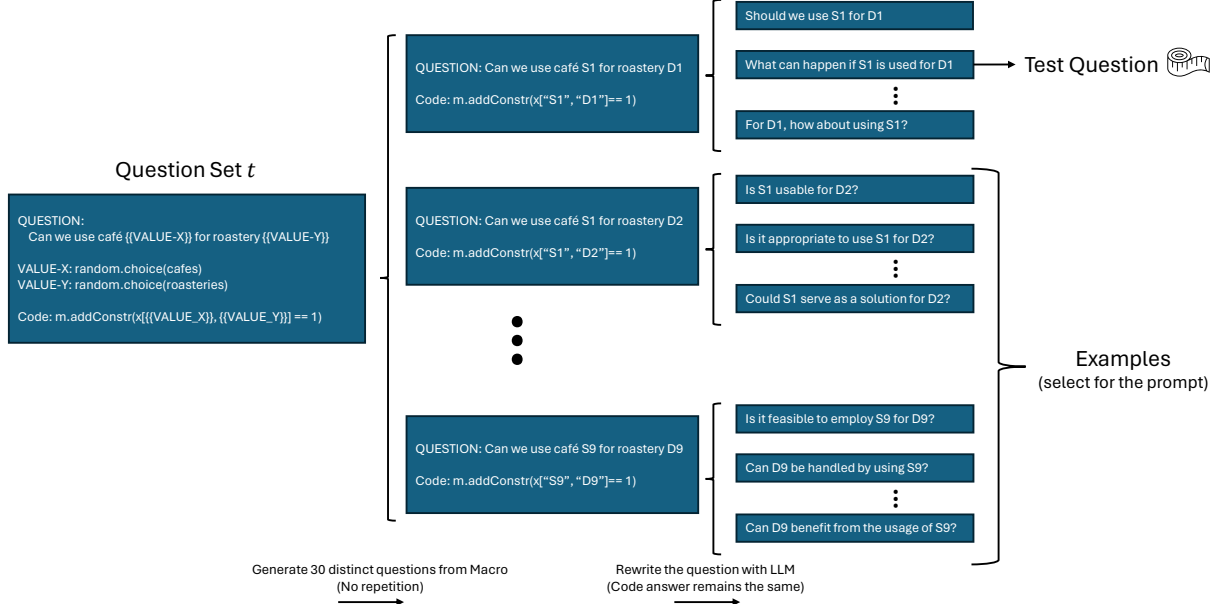 Question Set t
QUESTION:
Can we use café {{VALUE-X}} for roastery {{VALUE-Y}}
VALUE-X: random.choice(cafes)
VALUE-Y: random.choice(roasteries)
Code: m.addConstr(x[{{VALUE_X}}, {{VALUE_Y}}] == 1)
QUESTION: Can we use café S1 for roastery D1
Code: m.addConstr(x["S1", "D1"]== 1)
QUESTION: Can we use café S1 for roastery D2
Code: m.addConstr(x["S1", "D2"]== 1)
QUESTION: Can we use café S9 for roastery D9
Code: m.addConstr(x["S9", "D9"]== 1)
Should we use S1 for D1
What can happen if S1 is used for D1
For D1, how about using S1?
Test Question
Is S1 usable for D2?
Is it appropriate to use S1 for D2?
Could S1 serve as a solution for D2?
Is it feasible to employ S9 for D9?
Can D9 be handled by using S9?
Can D9 benefit from the usage of S9?
Examples
(select for the prompt)
Generate 30 distinct questions from Macro
(No repetition)
Rewrite the question with LLM
(Code answer remains the same)